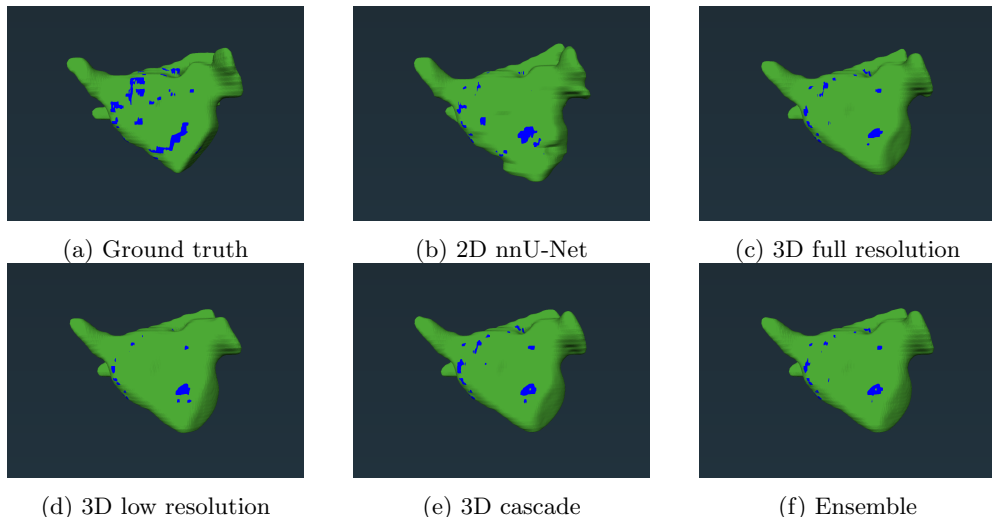 (a) Ground truth
(b) 2D nnU-Net
(c) 3D full resolution
(d) 3D low resolution
(e) 3D cascade
(f) Ensemble